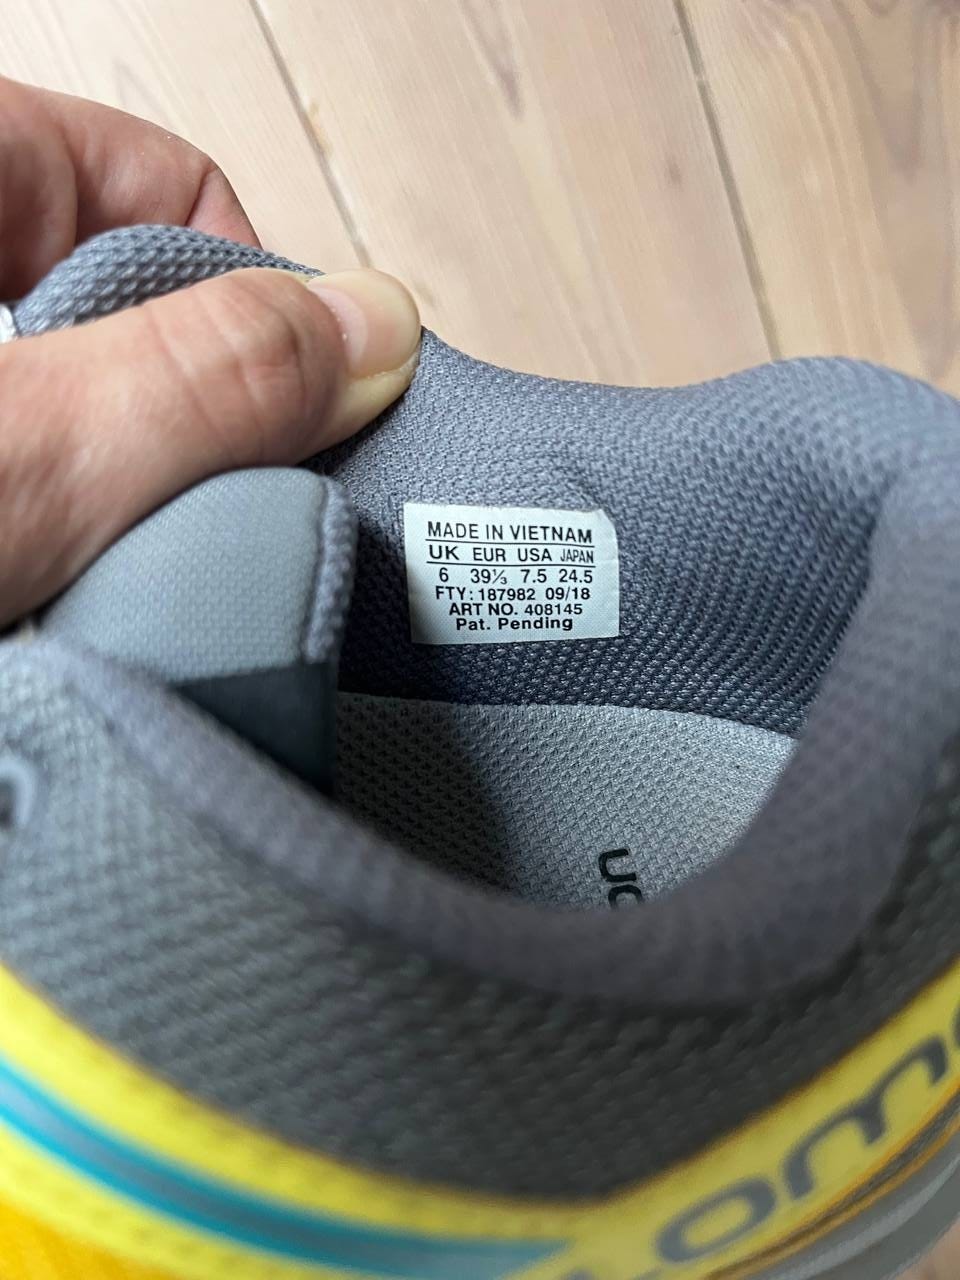 MADE IN VIETNAM
UK EUR USA JAPAN
6 39⅓ 7.5 24.5
FTY: 187982 09/18
ART NO. 408145
Pat. Pending